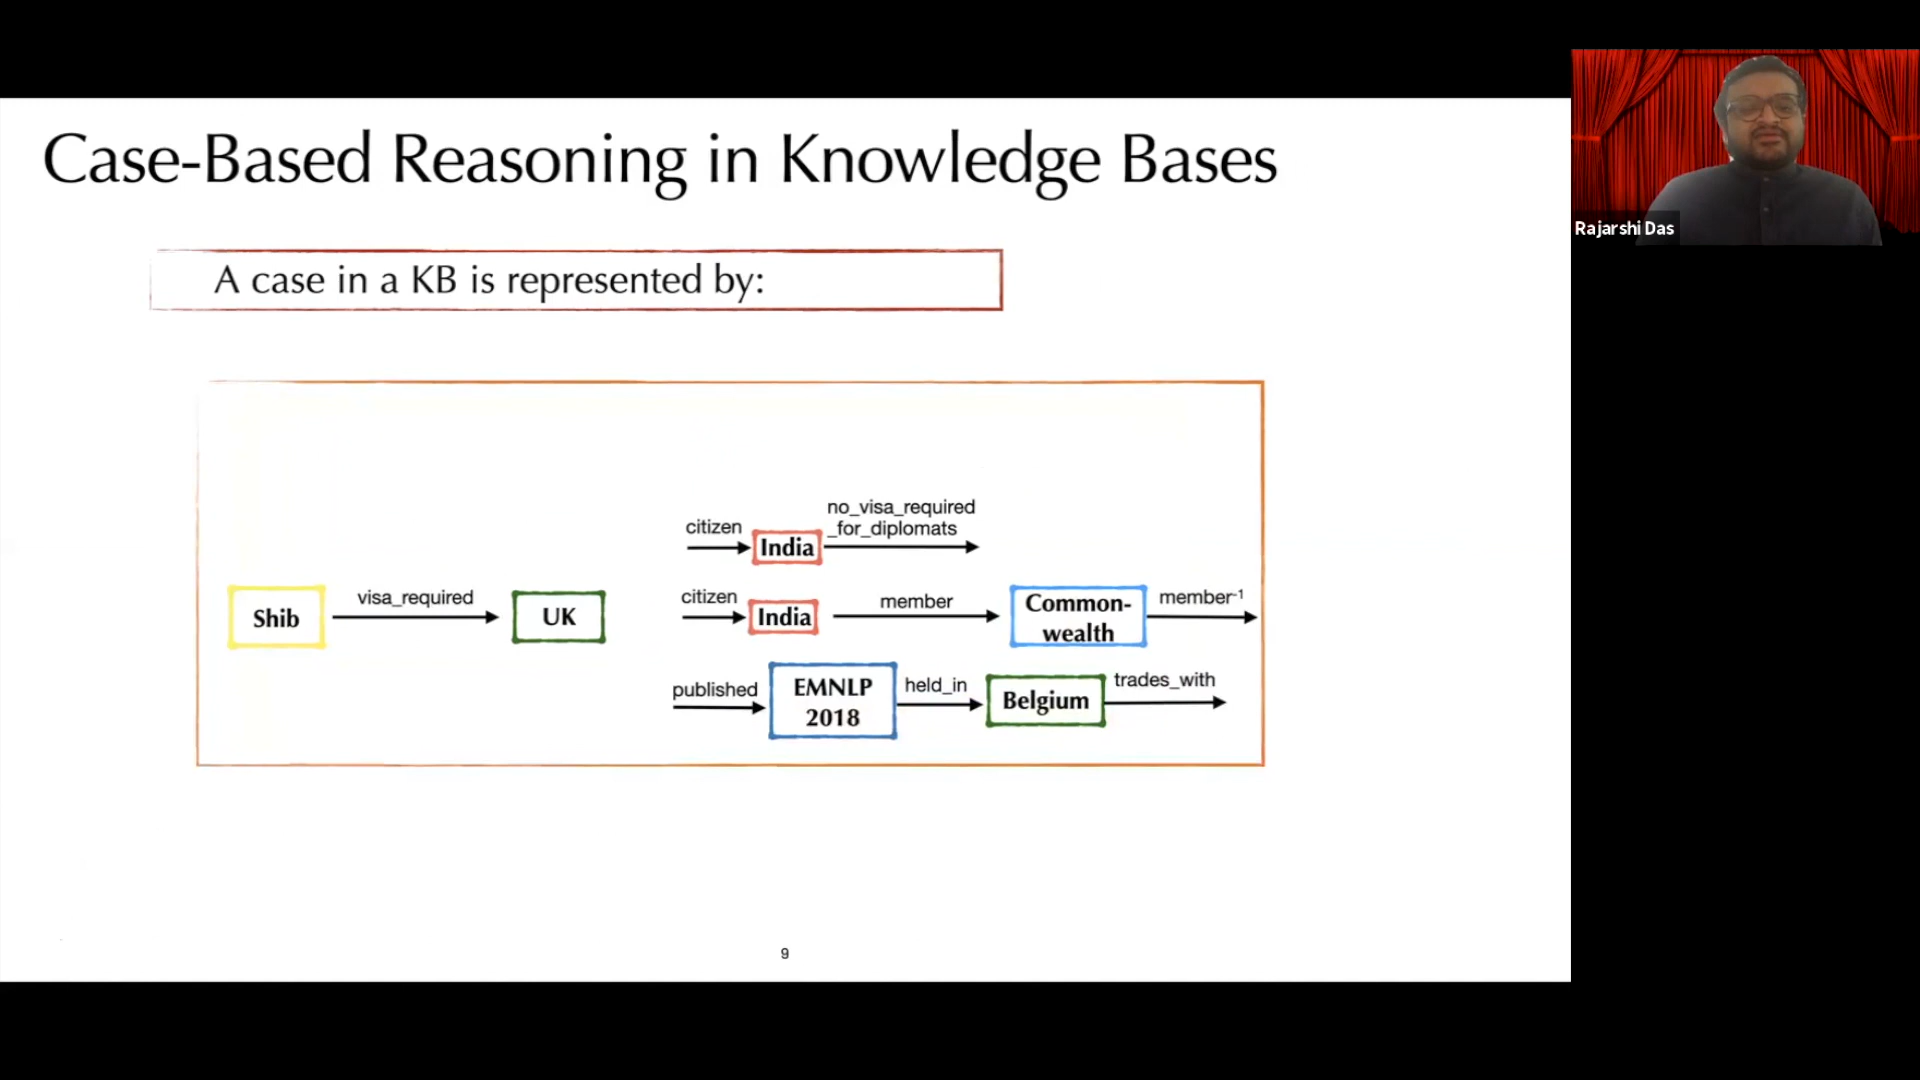 Case-Based Reasoning in Knowledge Bases
Rajarshi Das
A case in a KB is represented by:
no_visa_required
_for_diplomats
citizen
India
Shib
visa_required
UK
citizen
India
member
Common-
wealth
member-1
published
EMNLP
2018
held_in
Belgium
trades_with
9